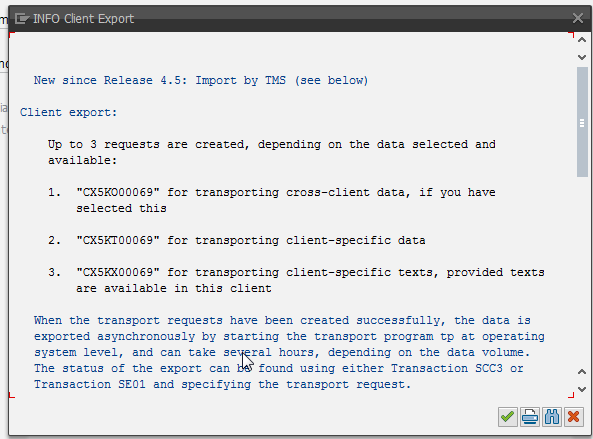 INFO Client Export
New since Release 4.5: Import by TMS (see below)
Client export:
Up to 3 requests are created, depending on the data selected and
available:
1. "CX5KO00069" for transporting cross-client data, if you have
selected this
2. "CX5KT00069" for transporting client-specific data
3. "CX5KX00069" for transporting client-specific texts, provided texts
are available in this client
When the transport requests have been created successfully, the data is
exported asynchronously by starting the transport program tp at operating
system level, and can take several hours, depending on the data volume.
The status of the export can be found using either Transaction SCC3 or
Transaction SE01 and specifying the transport request.